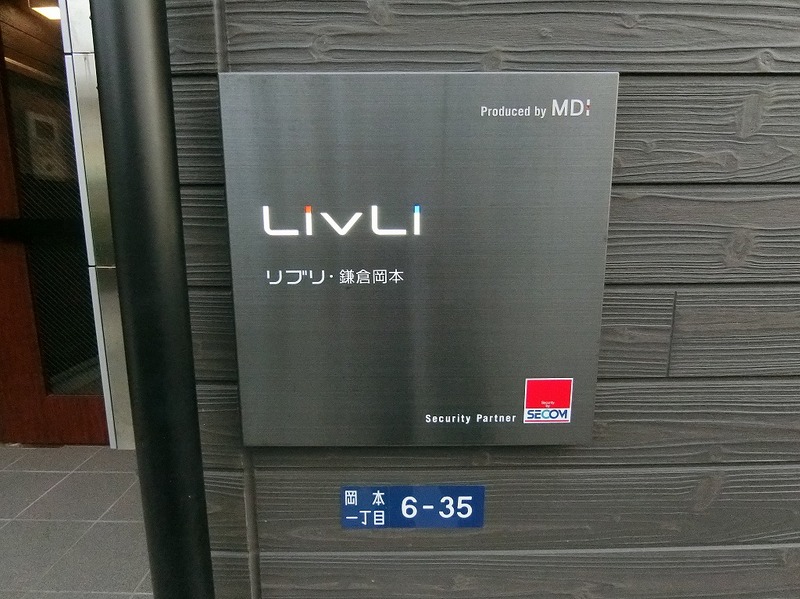 Produced by MDI
LivLi
リブリ・鎌倉岡本
Security Partner
SECOM
岡本
一丁目
6-35